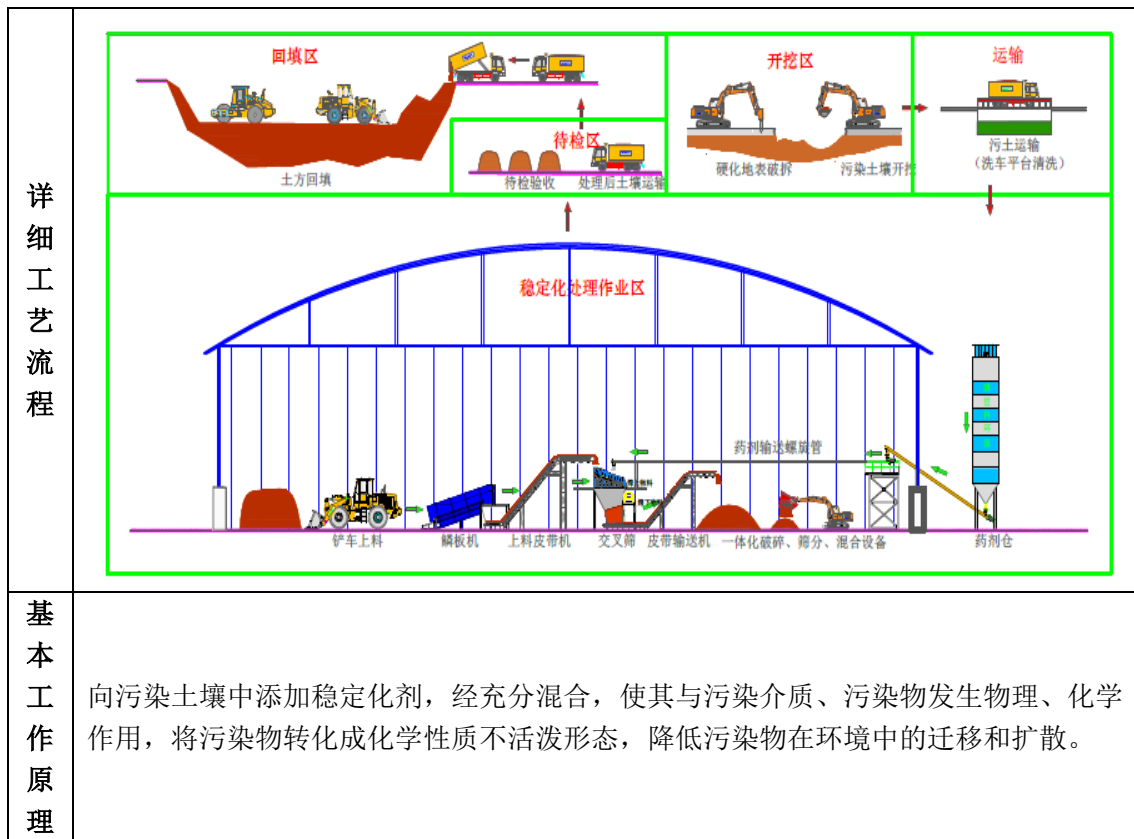 详细工艺流程
回填区
土方回填
待检区
待检验收
处理后土壤运输
开挖区
硬化地表破拆
污染土壤开挖
运输
污土运输
（洗车平台清洗）
稳定化处理作业区
药剂输送螺旋管
铲车上料
鳞板机
上料皮带机
交叉筛
皮带输送机
一体化破碎、筛分、混合设备
药剂仓
基本工作原理
向污染土壤中添加稳定化剂，经充分混合，使其与污染介质、污染物发生物理、化学
作用，将污染物转化成化学性质不活泼形态，降低污染物在环境中的迁移和扩散。